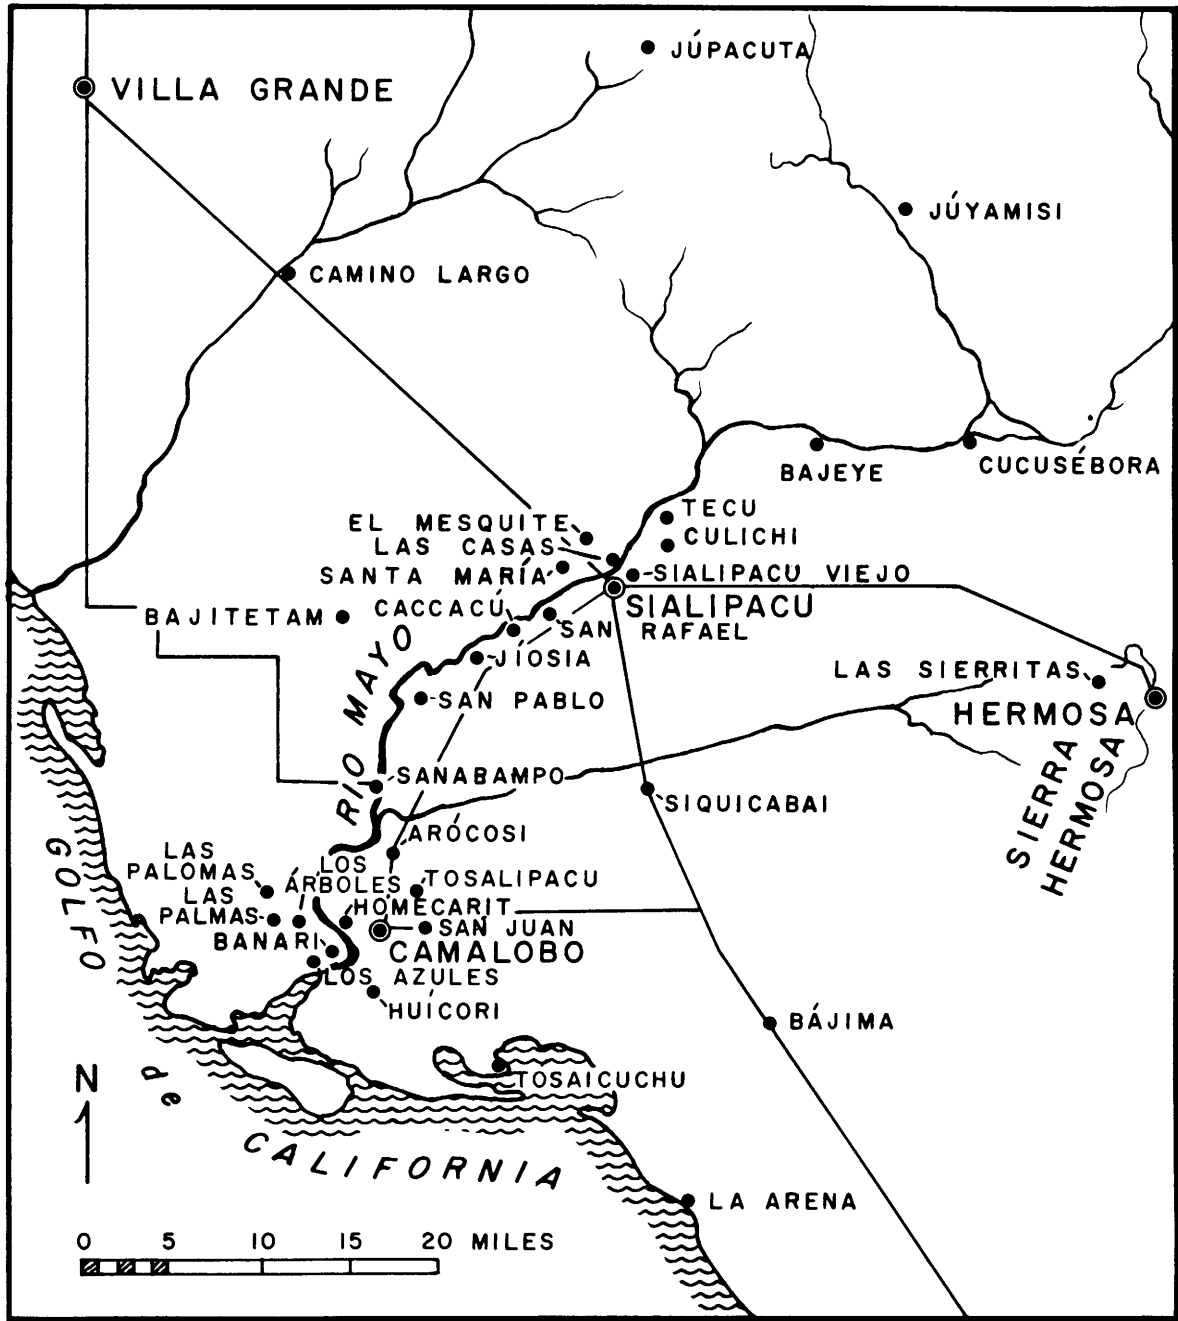 JÚPACUTA
VILLA GRANDE
JÚYAMISI
CAMINO LARGO
BAJEYE
CUCUSÉBORA
TECU
EL MESQUITE
CULICHI
LAS CASAS
SANTA MARÍA
SIALIPACU VIEJO
CACCACU
SIALIPACU
BAJITETAM
SAN RAFAEL
JIOSIA
LAS SIERRITAS
SAN PABLO
HERMOSA
RIO MAYO
SIERRA
HERMOSA
SANABAMPO
SIQUICABAI
ARÓCOSI
GOLFO
LAS
PALOMAS
LOS
ÁRBOLES
TOSALIPACU
LAS
PALMAS
HOMECARIT
SAN JUAN
BANARI
CAMALOBO
LOS AZULES
HUÍCORI
BÁJIMA
N
TOSAICUCHU
de
CALIFORNIA
LA ARENA
0 5 10 15 20 MILES